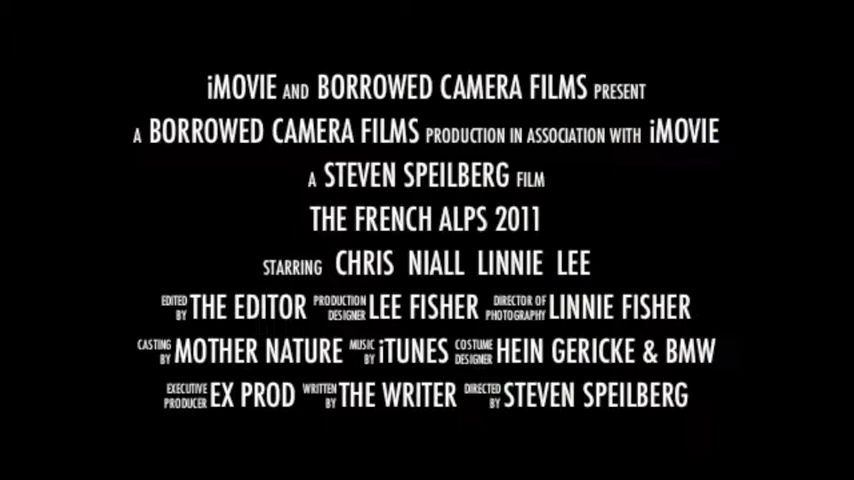 iMOVIE AND BORROWED CAMERA FILMS PRESENT
A BORROWED CAMERA FILMS PRODUCTION IN ASSOCIATION WITH iMOVIE
A STEVEN SPEILBERG FILM
THE FRENCH ALPS 2011
STARRING CHRIS NIALL LINNIE LEE
EDITED BY THE EDITOR PRODUCTION DESIGNER LEE FISHER DIRECTOR OF PHOTOGRAPHY LINNIE FISHER
CASTING BY MOTHER NATURE MUSIC BY iTUNES COSTUME DESIGNER HEIN GERICKE & BMW
EXECUTIVE PRODUCER EX PROD WRITTEN BY THE WRITER DIRECTED BY STEVEN SPEILBERG